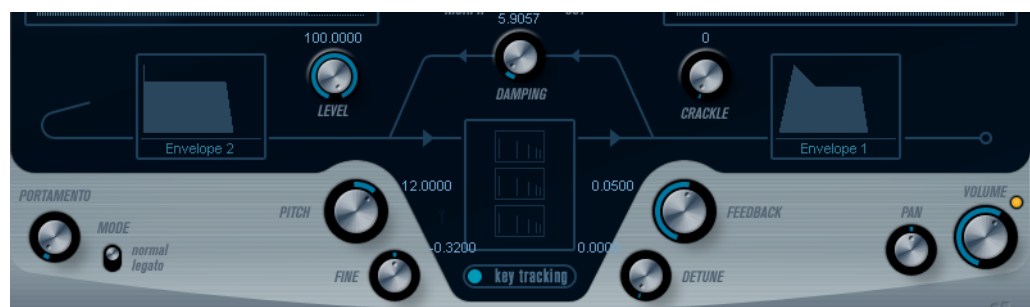 5.9057
100.0000
0
LEVEL
DAMPING
CRACKLE
Envelope 2
Envelope 1
PORTAMENTO
MODE
normal
legato
PITCH
12.0000
0.0500
FEEDBACK
PAN
VOLUME
FINE
-0.3200
0.0000
DETUNE
key tracking